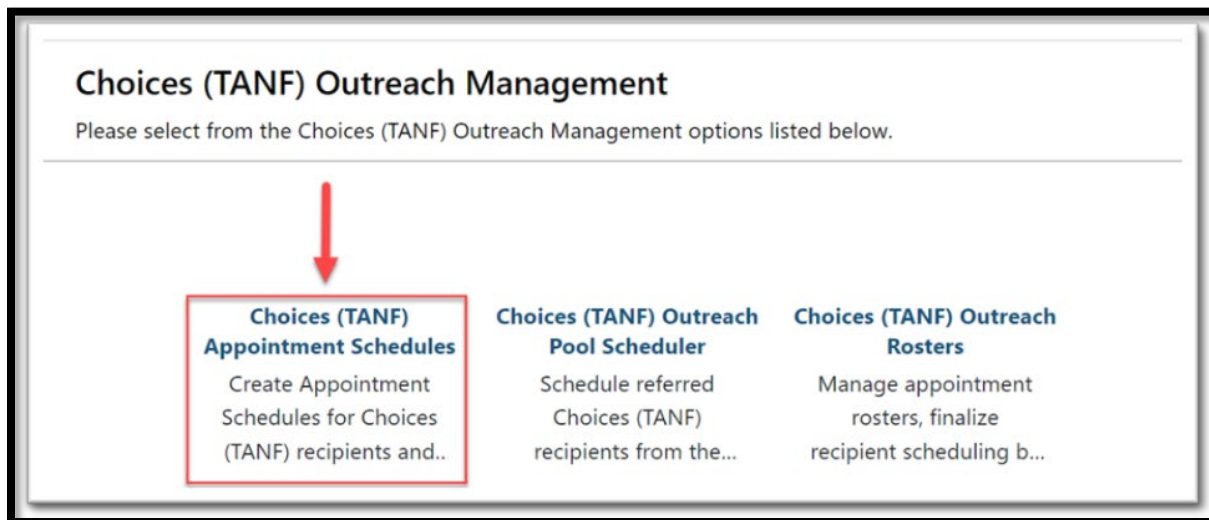 Choices (TANF) Outreach Management
Please select from the Choices (TANF) Outreach Management options listed below.
Choices (TANF)
Appointment Schedules
Create Appointment
Schedules for Choices
(TANF) recipients and..
Choices (TANF) Outreach
Pool Scheduler
Schedule referred
Choices (TANF)
recipients from the...
Choices (TANF) Outreach
Rosters
Manage appointment
rosters, finalize
recipient scheduling b...